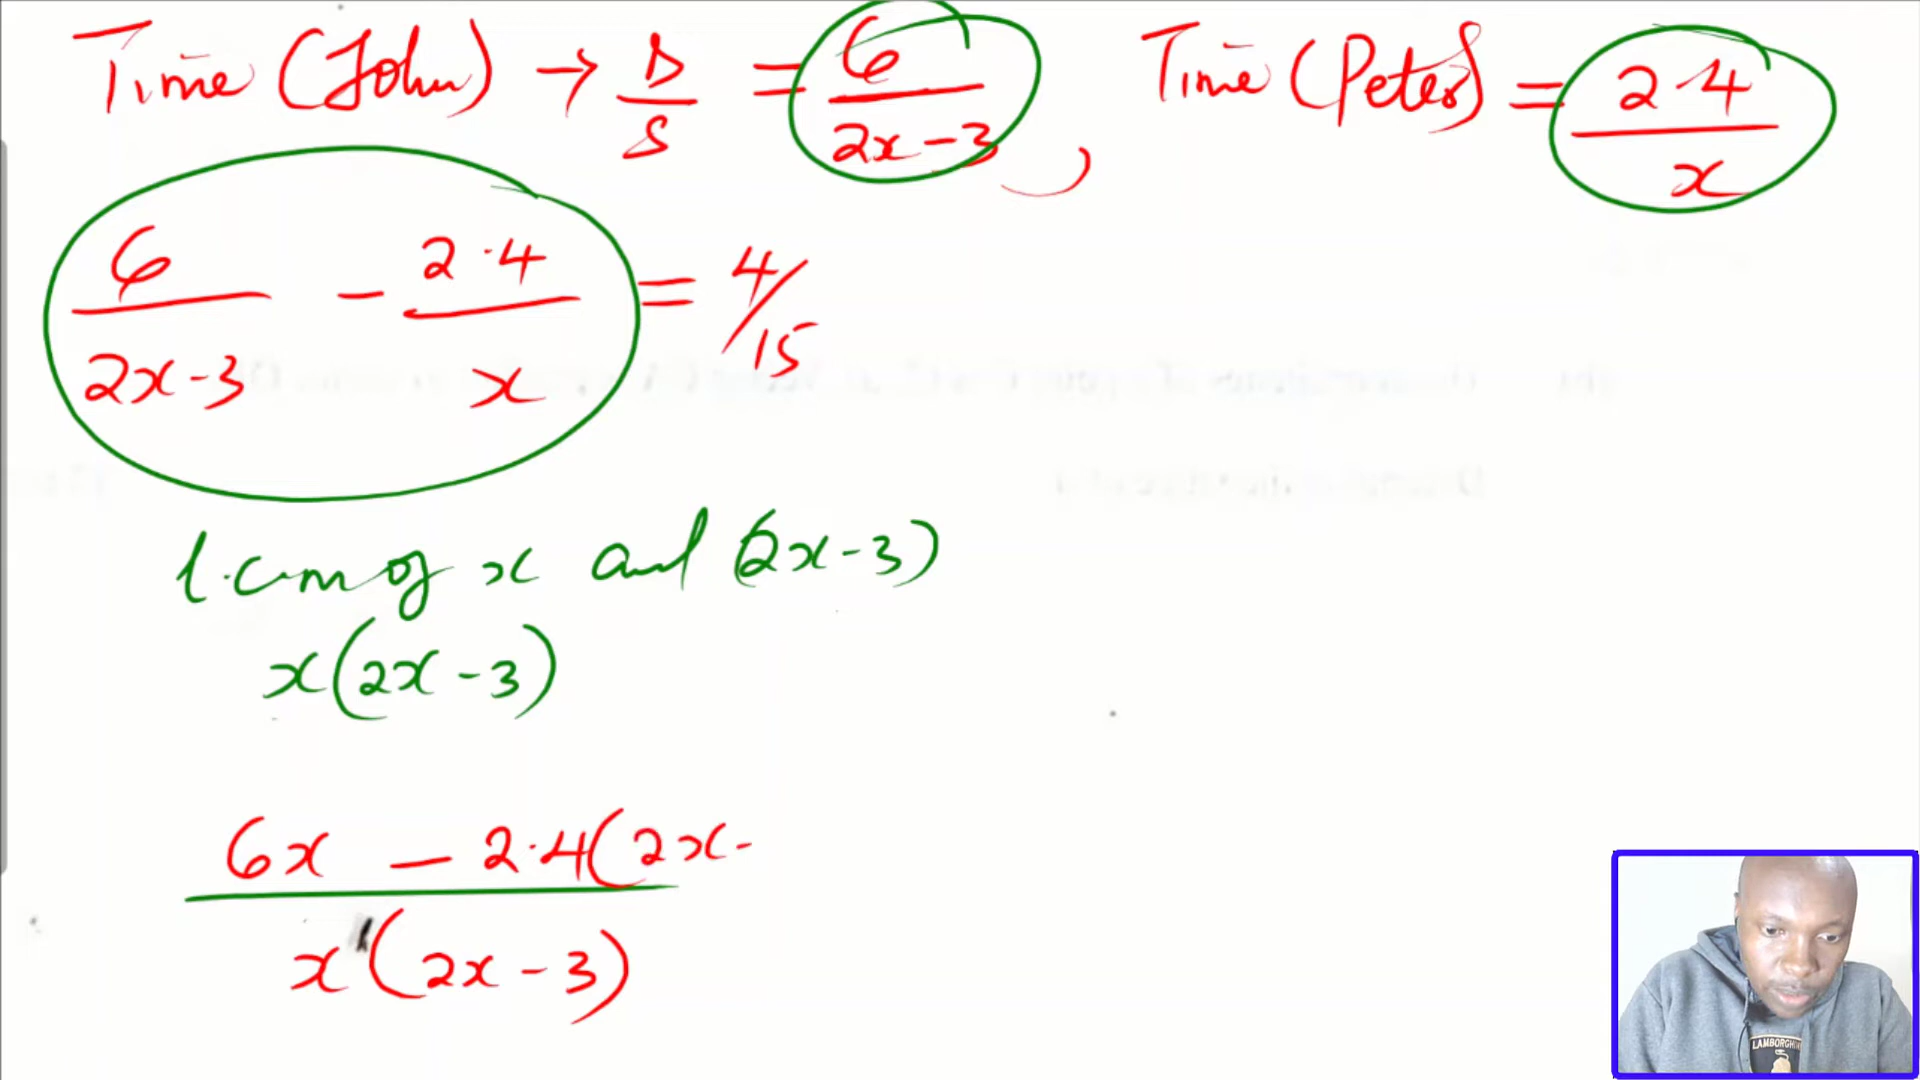 Time (John) → D/S = 6/(2x-3) , Time (Peter) = 2.4/x
6/(2x-3) - 2.4/x = 4/15
l.c.m of x and (2x-3)
x(2x-3)
6x - 2.4(2x-
x(2x-3)
LAMBORGHINI